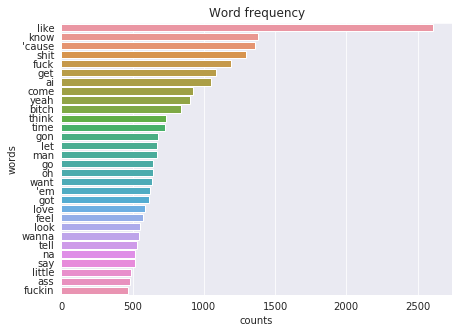 Word frequency
like
know
'cause
shit
fuck
get
ai
come
yeah
bitch
think
time
gon
let
man
go
oh
want
'em
got
love
feel
look
wanna
tell
na
say
little
ass
fuckin
words
0 500 1000 1500 2000 2500
counts